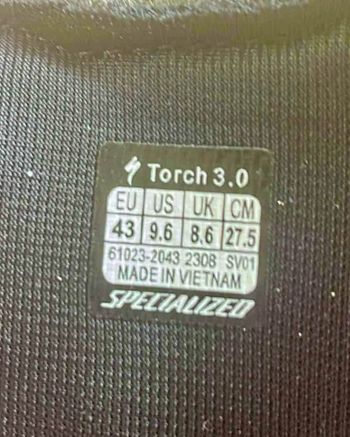 Torch 3.0
EU US UK CM
43 9.6 8.6 27.5
61023-2043 2308 SV01
MADE IN VIETNAM
SPECIALIZED